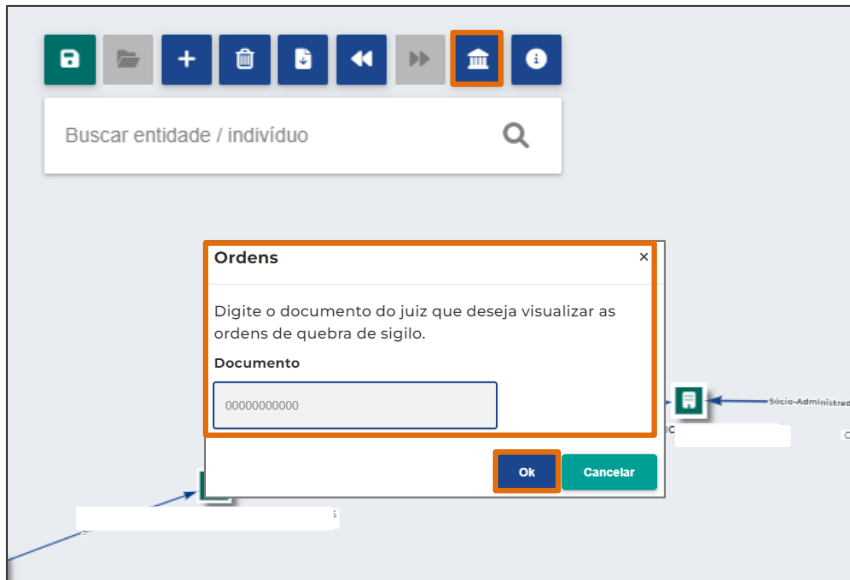 Buscar entidade / indivíduo
Ordens
×
Digite o documento do juiz que deseja visualizar as
ordens de quebra de sigilo.
Documento
00000000000
Ok
Cancelar
Sócio-Administrad